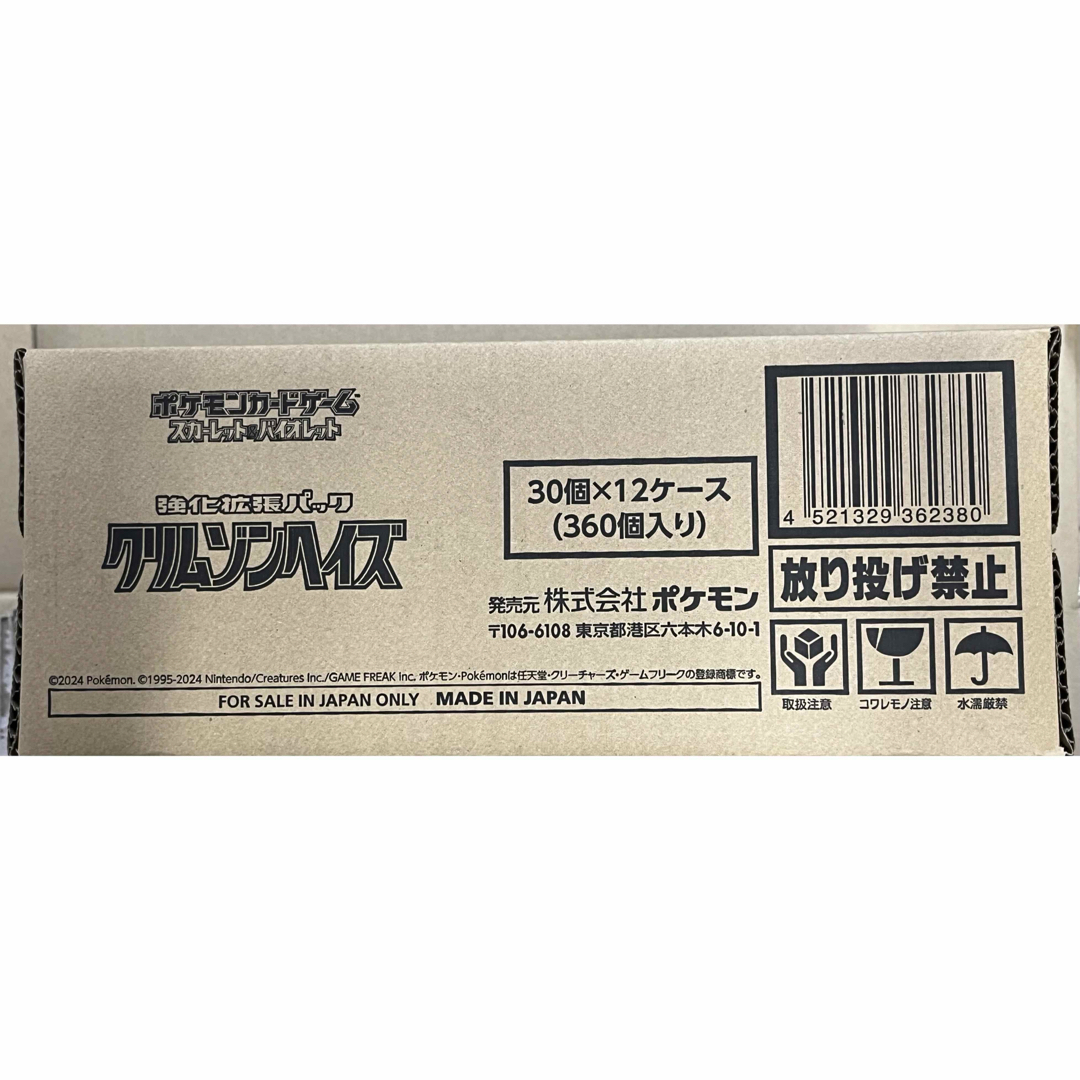 ポケモンカードゲーム
スカーレット&バイオレット
強化拡張パック
クリムゾンヘイズ
30個×12ケース
(360個入り)
発売元 株式会社 ポケモン
〒106-6108 東京都港区六本木6-10-1
©2024 Pokémon. ©1995-2024 Nintendo/Creatures Inc./GAME FREAK inc. ポケモン・Pokémonは任天堂・クリーチャーズ・ゲームフリークの登録商標です。
FOR SALE IN JAPAN ONLY MADE IN JAPAN
4 521329 362380
放り投げ禁止
取扱注意 コワレモノ注意 水濡厳禁